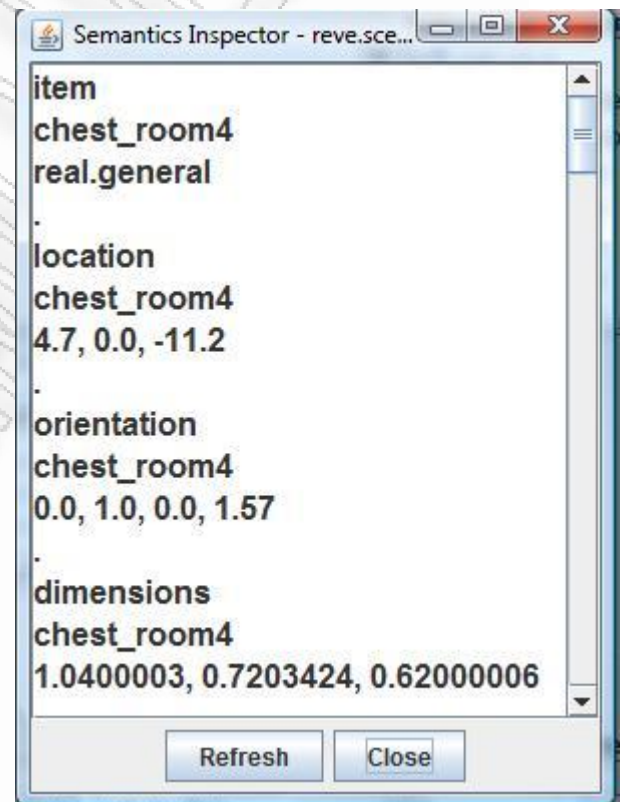 Semantics Inspector - reve.sce...
item
chest_room4
real.general
.
location
chest_room4
4.7, 0.0, -11.2
.
orientation
chest_room4
0.0, 1.0, 0.0, 1.57
.
dimensions
chest_room4
1.0400003, 0.7203424, 0.62000006
Refresh Close